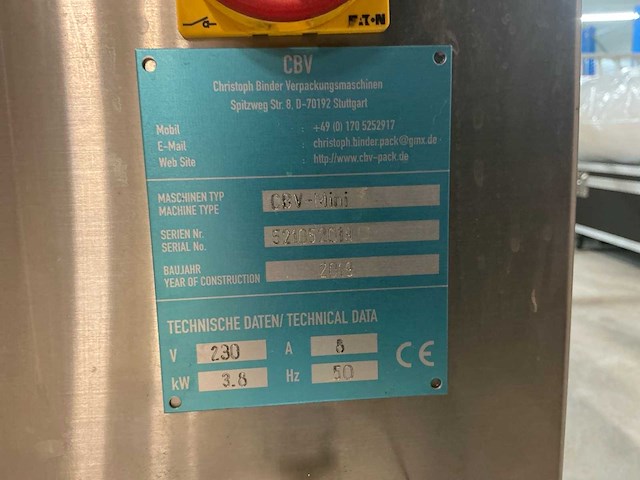 EATON
CBV
Christoph Binder Verpackungsmaschinen
Spitzweg Str. 8, D-70192 Stuttgart
Mobil : +49 (0) 170 5252917
E-Mail : christoph.binder.pack@gmx.de
Web Site : http://www.cbv-pack.de
MASCHINEN TYP
MACHINE TYPE
CBV-Mini
SERIEN Nr.
SERIAL No.
BAUJAHR
YEAR OF CONSTRUCTION
2018
TECHNISCHE DATEN/ TECHNICAL DATA
V 230 A 8
kW 3.8 Hz 50
CE